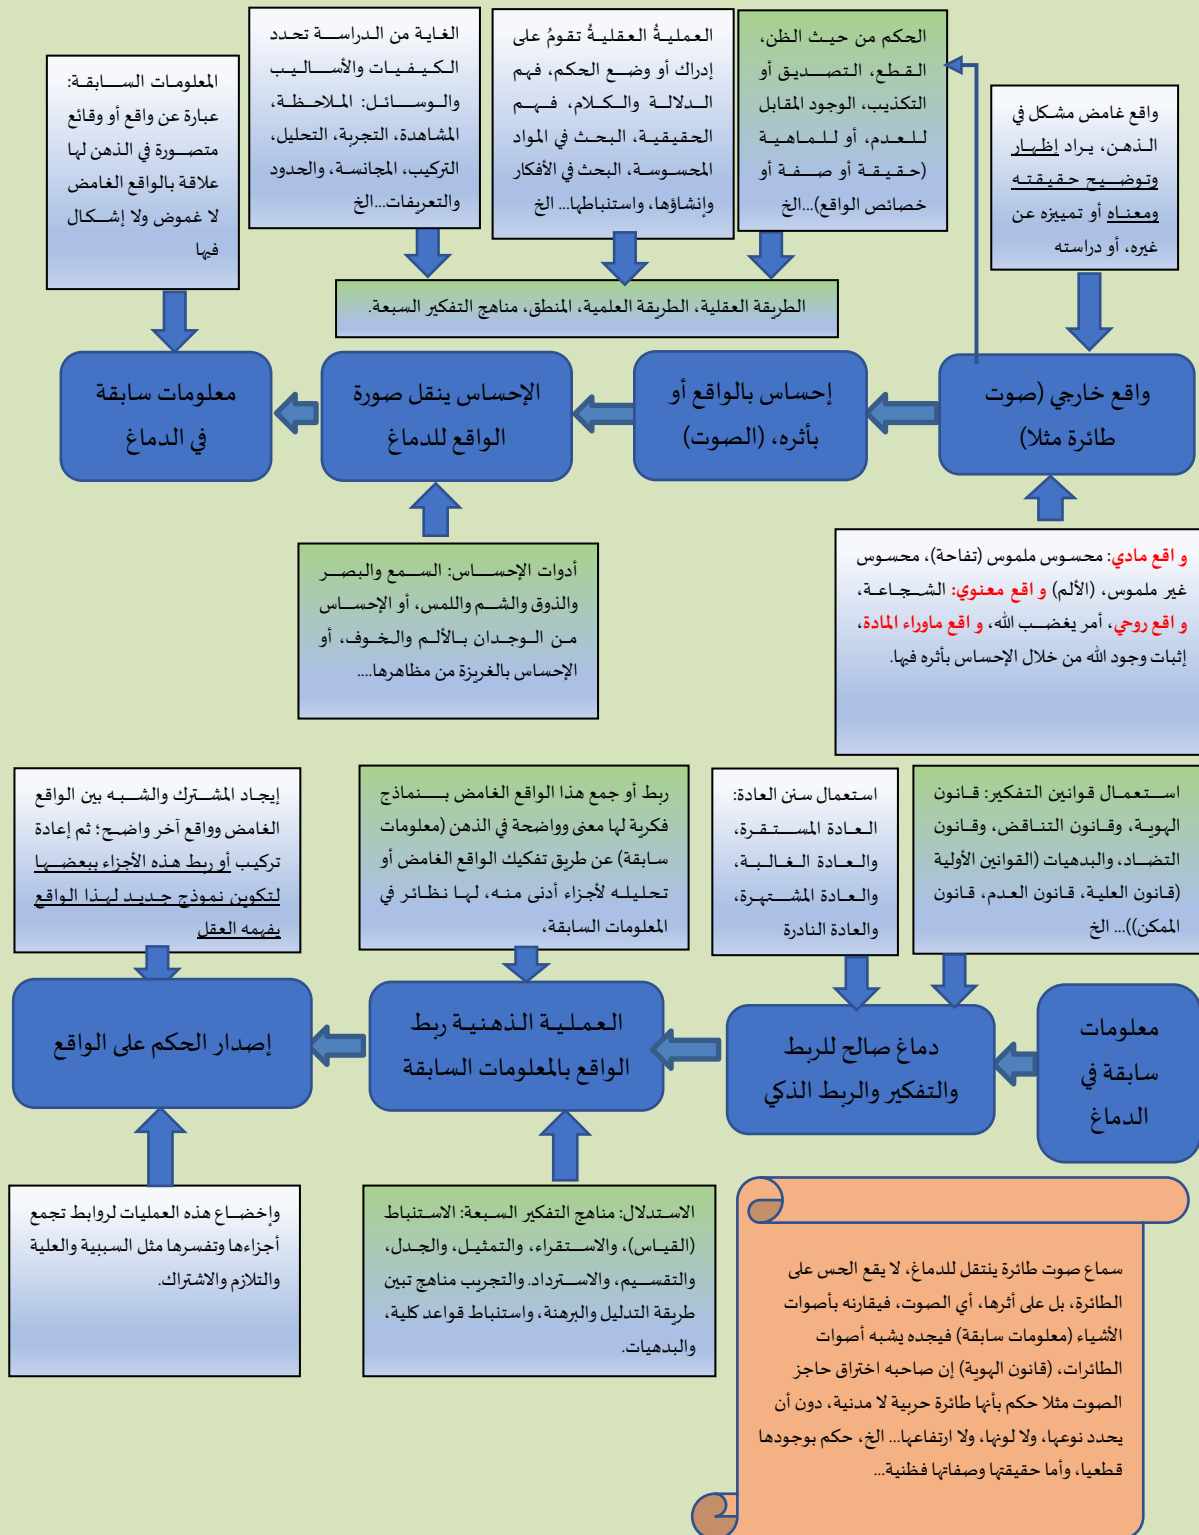 واقع غامض مشكل في
الذهن، يراد إظهار
وتوضيح حقيقته
ومعناه أو تمييزه عن
غيره، أو دراسته
الحكم من حيث الظن،
القطع، التصديق أو
التكذيب، الوجود المقابل
للعدم، أو للماهية
(حقيقة أو صفة أو
خصائص الواقع)...الخ
العمليةُ العقليةُ تقومُ على
إدراك أو وضع الحكم، فهم
الدلالة والكلام، فهم
الحقيقية، البحث في المواد
المحسوسة، البحث في الأفكار
وإنشاؤها، واستنباطها... الخ
الغاية من الدراسة تحدد
الكيفيات والأساليب
والوسائل: الملاحظة،
المشاهدة، التجربة، التحليل،
التركيب، المجانسة، والحدود
والتعريفات...الخ
المعلومات السابقة:
عبارة عن واقع أو وقائع
متصورة في الذهن لها
علاقة بالواقع الغامض
لا غموض ولا إشكال
فيها
الطريقة العقلية، الطريقة العلمية، المنطق، مناهج التفكير السبعة.
واقع خارجي (صوت
طائرة مثلا)
إحساس بالواقع أو
بأثره، (الصوت)
الإحساس ينقل صورة
الواقع للدماغ
معلومات سابقة
في الدماغ
واقع مادي: محسوس ملموس (تفاحة)، محسوس
غير ملموس، (الألم) واقع معنوي: الشجاعة،
واقع روحي، أمر يغضب الله، واقع ماوراء المادة،
إثبات وجود الله من خلال الإحساس بأثره فيها.
أدوات الإحساس: السمع والبصر
والذوق والشم واللمس، أو الإحساس
من الوجدان بالألم والخوف، أو
الإحساس بالغريزة من مظاهرها....
استعمال قوانين التفكير: قانون
الهوية، وقانون التناقض، وقانون
التضاد، والبدهيات (القوانين الأولية
(قانون العلية، قانون العدم، قانون
الممكن))... الخ
استعمال سنن العادة:
العادة المستقرة،
والعادة الغالبة،
والعادة المشتهرة،
والعادة النادرة
ربط أو جمع هذا الواقع الغامض بنماذج
فكرية لها معنى وواضحة في الذهن (معلومات
سابقة) عن طريق تفكيك الواقع الغامض أو
تحليله لأجزاء أدنى منه، لها نظائر في
المعلومات السابقة،
إيجاد المشترك والشبه بين الواقع
الغامض وواقع آخر واضح؛ ثم إعادة
تركيب أو ربط هذه الأجزاء ببعضها
لتكوين نموذج جديد لهذا الواقع
يفهمه العقل
معلومات
سابقة في
الدماغ
دماغ صالح للربط
والتفكير والربط الذكي
العملية الذهنية ربط
الواقع بالمعلومات السابقة
إصدار الحكم على الواقع
الاستدلال: مناهج التفكير السبعة: الاستنباط
(القياس)، والاستقراء، والتمثيل، والجدل،
والتقسيم، والاسترداد. والتجريب مناهج تبين
طريقة التدليل والبرهنة، واستنباط قواعد كلية،
والبدهيات.
وإخضاع هذه العمليات لروابط تجمع
أجزاءها وتفسرها مثل السببية والعلية
والتلازم والاشتراك.
سماع صوت طائرة ينتقل للدماغ، لا يقع الحس على
الطائرة، بل على أثرها، أي الصوت، فيقارنه بأصوات
الأشياء (معلومات سابقة) فيجده يشبه أصوات
الطائرات، (قانون الهوية) إن صاحبه اختراق حاجز
الصوت مثلا حكم بأنها طائرة حربية لا مدنية، دون أن
يحدد نوعها، ولا لونها، ولا ارتفاعها... الخ، حكم بوجودها
قطعيا، وأما حقيقتها وصفاتها فظنية...